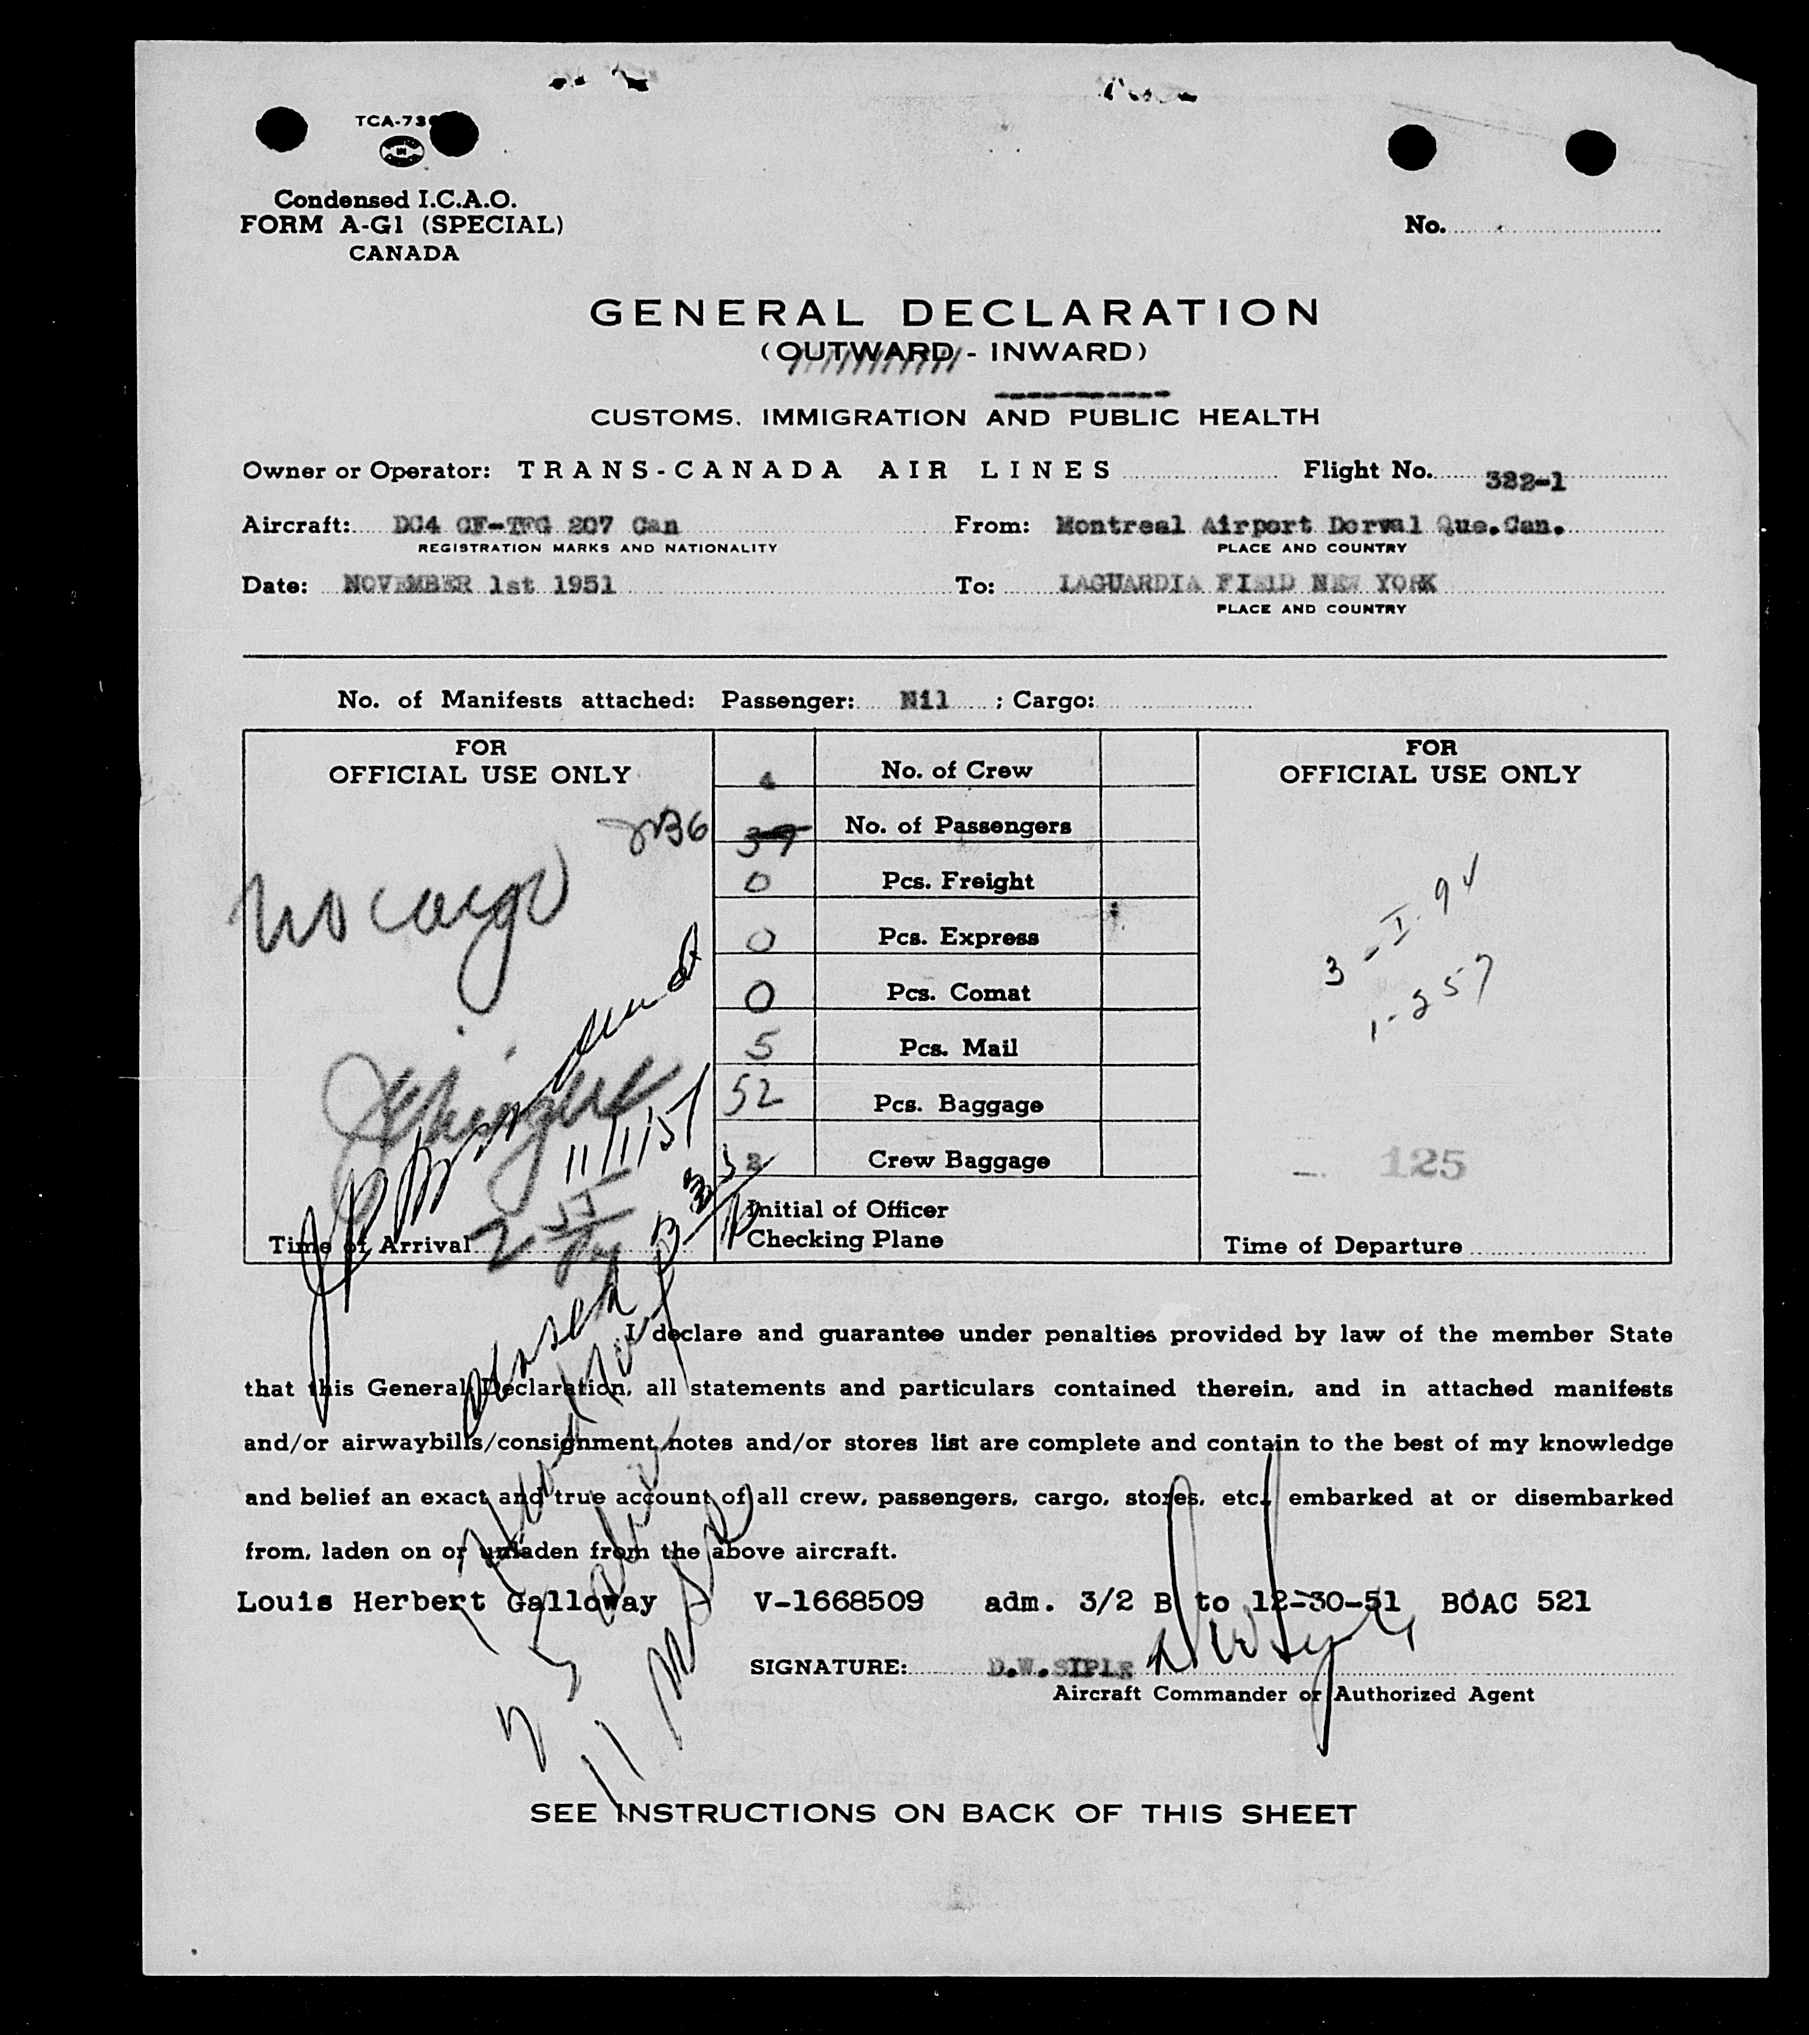 TCA-73
Condensed I.C.A.O.
FORM A-G1 (SPECIAL)
CANADA
No.
GENERAL DECLARATION
(OUTWARD - INWARD)
CUSTOMS, IMMIGRATION AND PUBLIC HEALTH
Owner or Operator: TRANS-CANADA AIR LINES Flight No. 322-1
Aircraft: DC4 CF-TFG 207 Can From: Montreal Airport Dorval Que.Can.
REGISTRATION MARKS AND NATIONALITY PLACE AND COUNTRY
Date: NOVEMBER 1st 1951 To: LAGUARDIA FIELD NEW YORK
PLACE AND COUNTRY
No. of Manifests attached: Passenger: Nil ; Cargo:
FOR OFFICIAL USE ONLY
FOR OFFICIAL USE ONLY
4 No. of Crew
36 37 No. of Passengers
No cargo
0 Pcs. Freight
0 Pcs. Express
0 Pcs. Comat
5 Pcs. Mail
52 Pcs. Baggage
Crew Baggage
3 - I. 94
1 - 257
125
11/1/51
Initial of Officer
Checking Plane
Time of Arrival 2 55
Time of Departure
I declare and guarantee under penalties provided by law of the member State
that this General Declaration, all statements and particulars contained therein, and in attached manifests
and/or airwaybills/consignment notes and/or stores list are complete and contain to the best of my knowledge
and belief an exact and true account of all crew, passengers, cargo, stores, etc., embarked at or disembarked
from, laden on or unladen from the above aircraft.
Louis Herbert Galloway V-1668509 adm. 3/2 B to 12-30-51 BOAC 521
SIGNATURE: D.W.SIPLE
Aircraft Commander or Authorized Agent
SEE INSTRUCTIONS ON BACK OF THIS SHEET